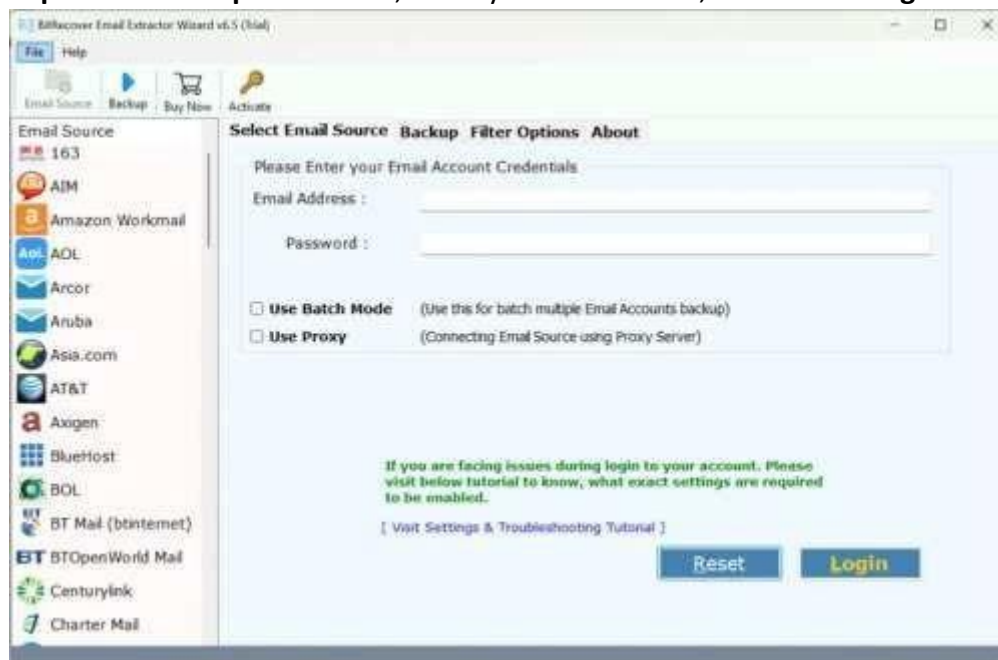 BitRecover Email Extractor Wizard v6.5 (Trial)
File Help
Email Source Backup Buy Now Activate
Email Source
163
AIM
Amazon Workmail
AOL
Arcor
Aruba
Asia.com
AT&T
Axigen
BlueHost
BOL
BT Mail (btinternet)
BT BTOpenWorld Mail
Centurylink
Charter Mail
Select Email Source Backup Filter Options About
Please Enter your Email Account Credentials
Email Address :
Password :
Use Batch Mode (Use this for batch multiple Email Accounts backup)
Use Proxy (Connecting Email Source using Proxy Server)
If you are facing issues during login to your account. Please
visit below tutorial to know, what exact settings are required
to be enabled.
[ Visit Settings & Troubleshooting Tutorial ]
Reset Login